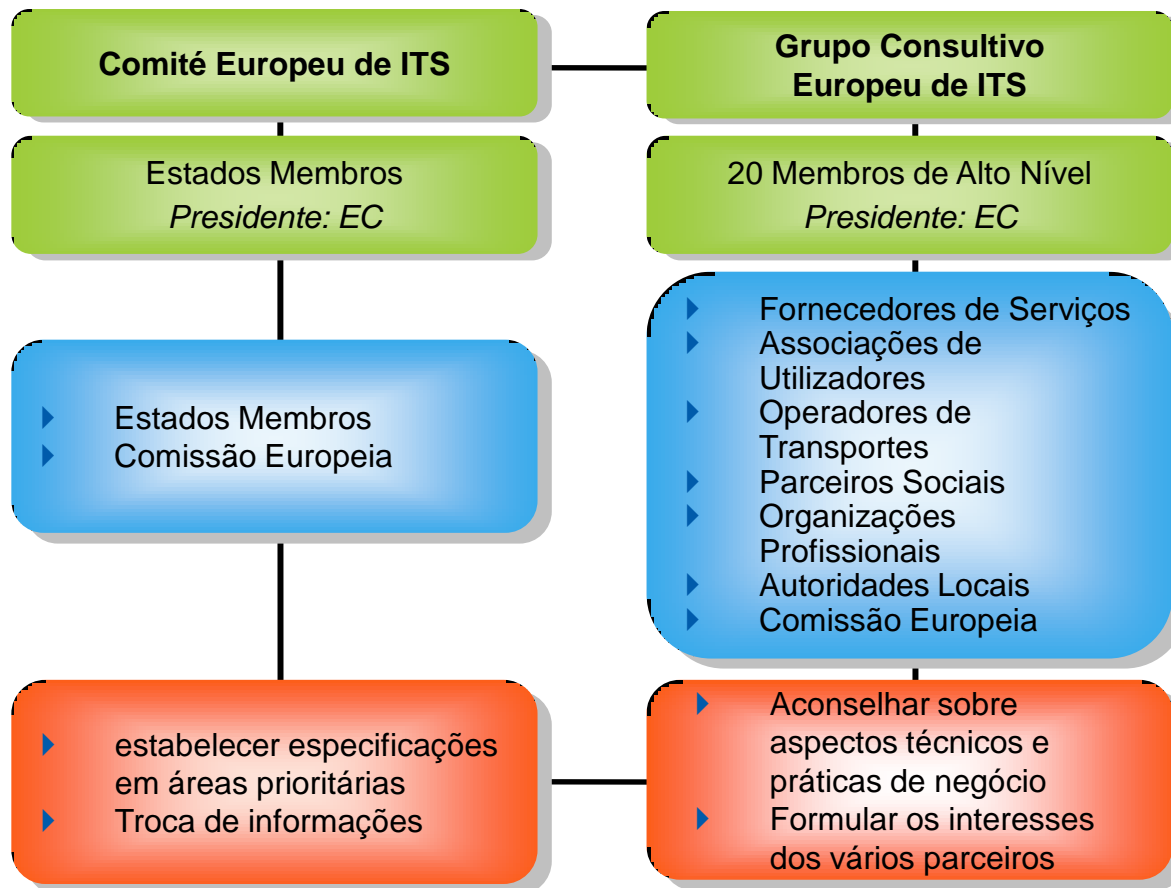 Comité Europeu de ITS
Estados Membros
Presidente: EC
Estados Membros
Comissão Europeia
estabelecer especificações
em áreas prioritárias
Troca de informações
Grupo Consultivo
Europeu de ITS
20 Membros de Alto Nível
Presidente: EC
Fornecedores de Serviços
Associações de
Utilizadores
Operadores de
Transportes
Parceiros Sociais
Organizações
Profissionais
Autoridades Locais
Comissão Europeia
Aconselhar sobre
aspectos técnicos e
práticas de negócio
Formular os interesses
dos vários parceiros